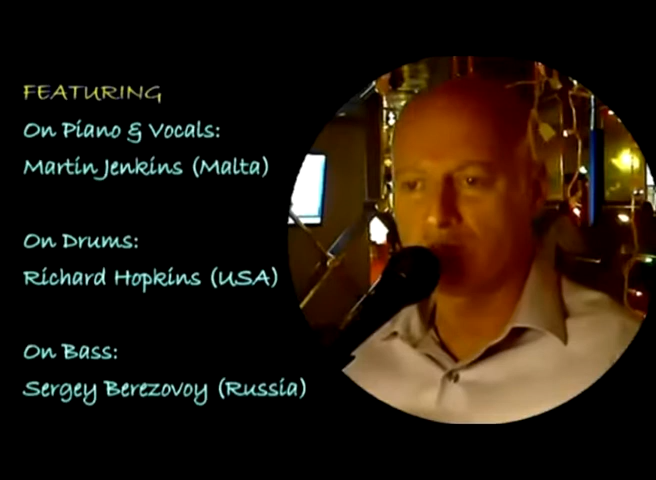 FEATURING
On Piano & Vocals:
Martin Jenkins (Malta)
On Drums:
Richard Hopkins (USA)
On Bass:
Sergey Berezovoy (Russia)